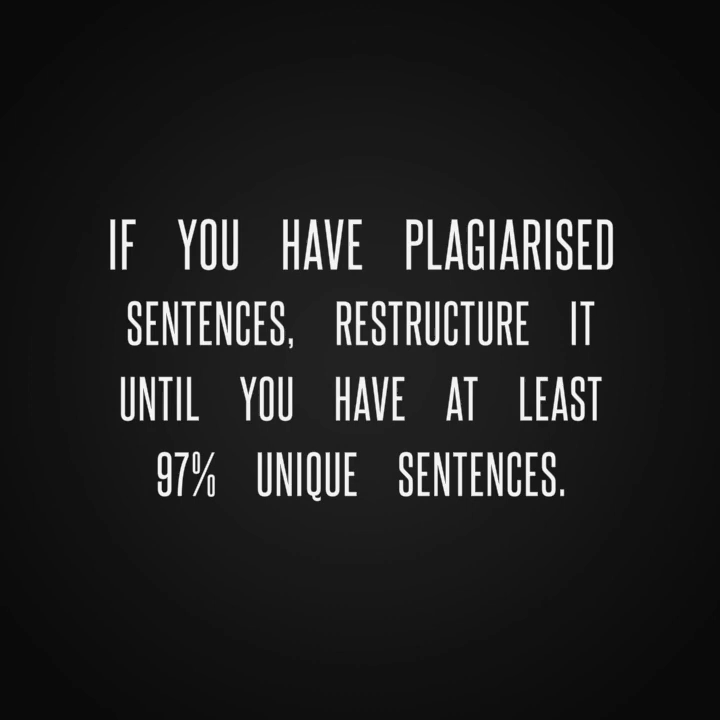 IF YOU HAVE PLAGIARISED
SENTENCES, RESTRUCTURE IT
UNTIL YOU HAVE AT LEAST
97% UNIQUE SENTENCES.